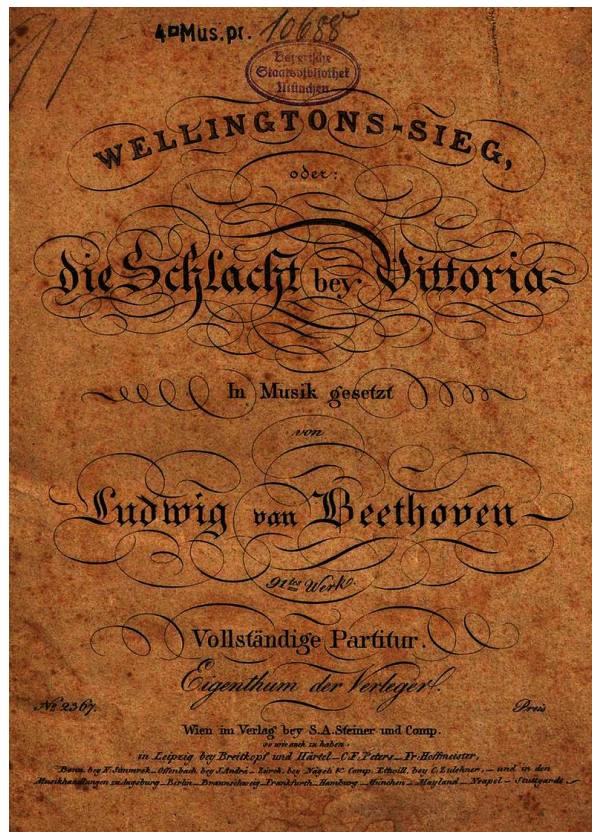 4 Mus.pr. 10688
Bayerische
Staatsbibliothek
München
WELLINGTONS-SIEG,
oder:
die Schlacht bey Vittoria
In Musik gesetzt
von
Ludwig van Beethoven
91tes Werk.
Vollständige Partitur.
Eigenthum der Verleger.
No 2367. Preis
Wien im Verlag bey S.A. Steiner und Comp.
so wie auch zu haben:
in Leipzig bey Breitkopf und Härtel — C.F. Peters — Fr: Hoffmeister,
Bonn, bey N. Simmrok — Offenbach bey J. André — Zürch, bey Nägeli & Comp. Eltwill, bey C. Zulehner, — und in den
Musikhandlungen zu Augsburg — Berlin — Braunschweig — Frankfurth — Hamburg — München — Mayland — Neapel — Stuttgardt.